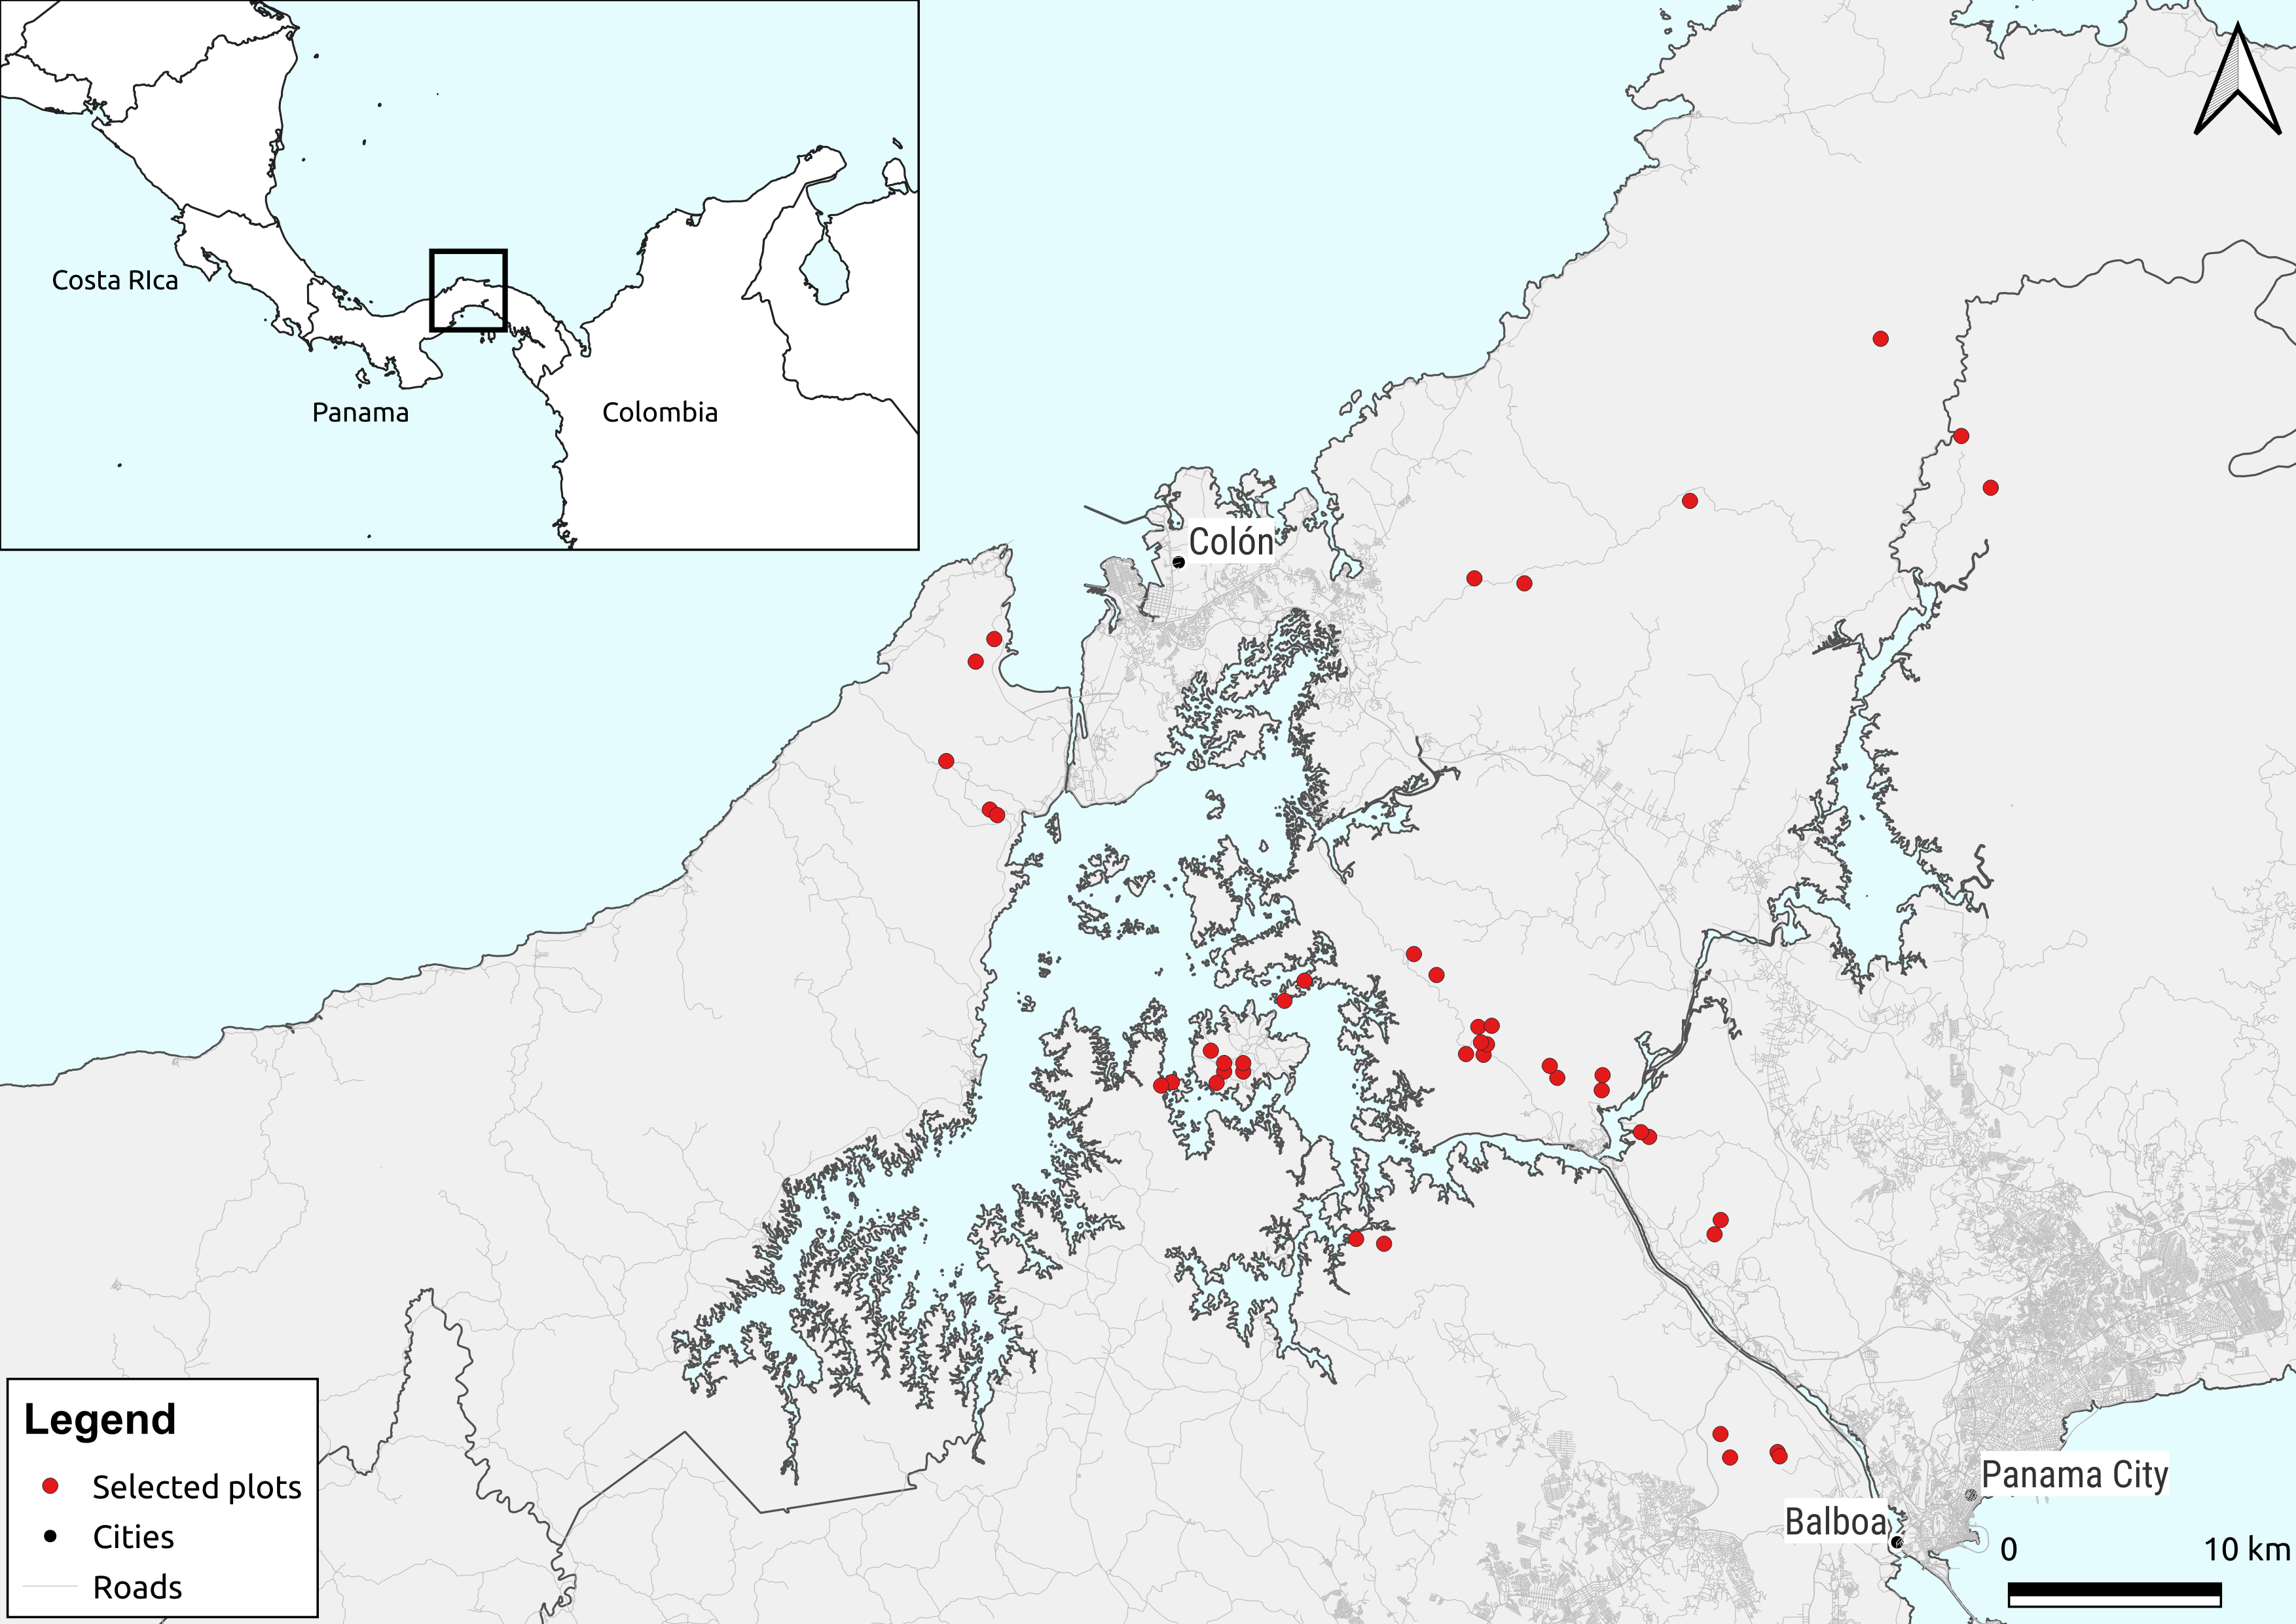 Costa RIca
Panama
Colombia
Colón
Legend
Selected plots
Cities
Roads
Panama City
Balboa
0 10 km